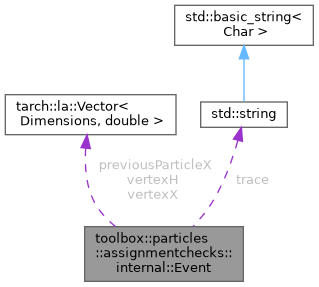 std::basic_string<
Char >
tarch::la::Vector<
Dimensions, double >
std::string
previousParticleX
vertexH
vertexX
trace
toolbox::particles
::assignmentchecks::
internal::Event